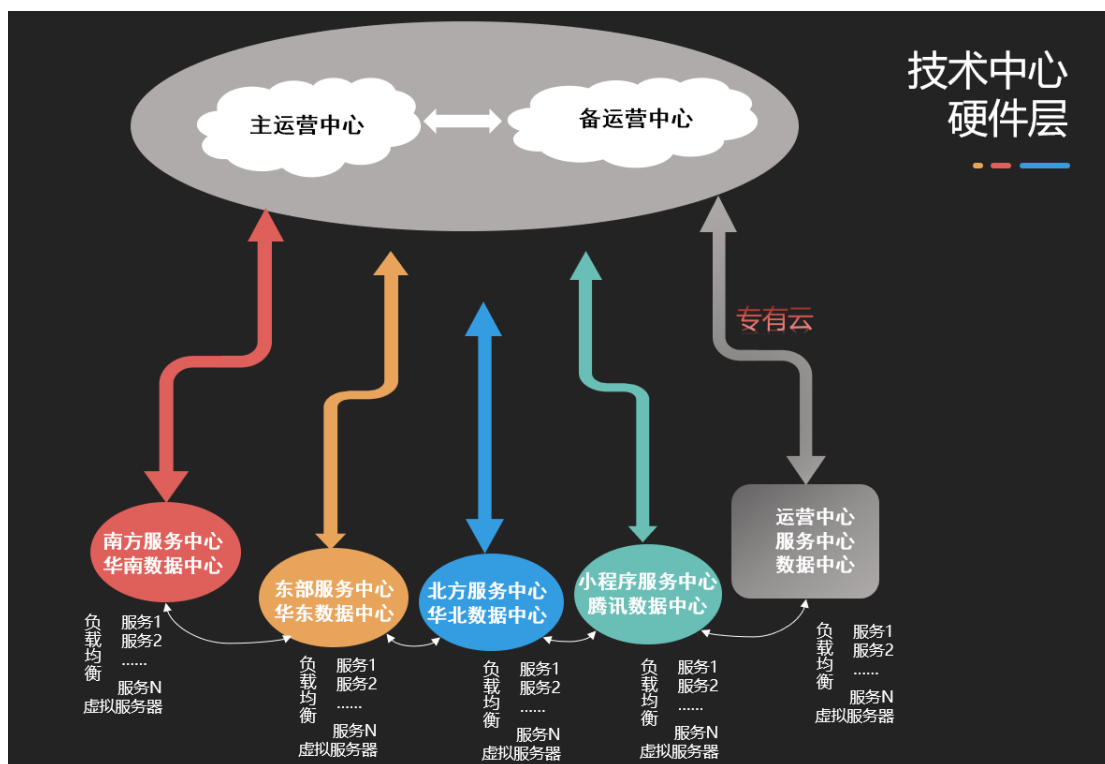 技术中心
硬件层
主运营中心
备运营中心
专有云
南方服务中心
华南数据中心
东部服务中心
华东数据中心
北方服务中心
华北数据中心
小程序服务中心
腾讯数据中心
运营中心
服务中心
数据中心
负载均衡
服务1
服务2
......
服务N
虚拟服务器
负载均衡
服务1
服务2
......
服务N
虚拟服务器
负载均衡
服务1
服务2
......
服务N
虚拟服务器
负载均衡
服务1
服务2
......
服务N
虚拟服务器
负载均衡
服务1
服务2
......
服务N
虚拟服务器